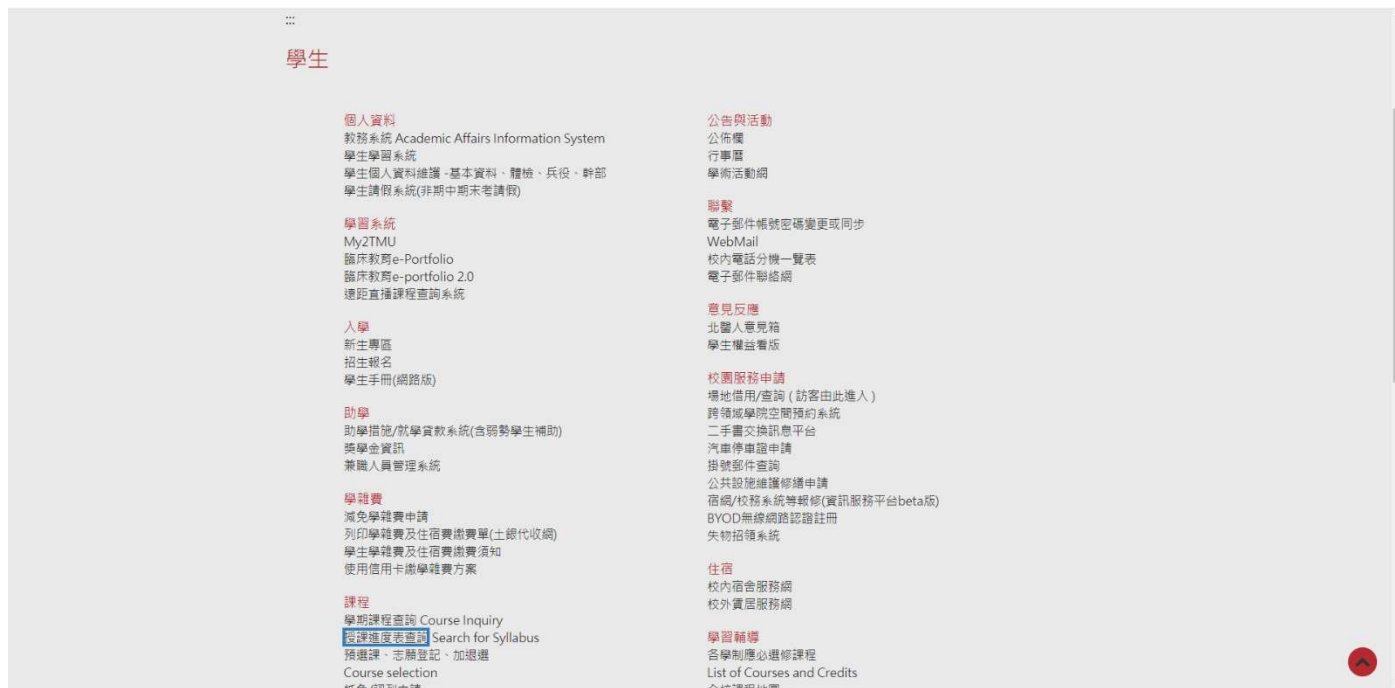 :::
學生
個人資料
教務系統 Academic Affairs Information System
學生學習系統
學生個人資料維護 -基本資料、體檢、兵役、幹部
學生請假系統(非期中期末考請假)
學習系統
My2TMU
臨床教育e-Portfolio
臨床教育e-portfolio 2.0
遠距直播課程查詢系統
入學
新生專區
招生報名
學生手冊(網路版)
助學
助學措施/就學貸款系統(含弱勢學生補助)
獎學金資訊
兼職人員管理系統
學雜費
減免學雜費申請
列印學雜費及住宿費繳費單(土銀代收網)
學生學雜費及住宿費繳費須知
使用信用卡繳學雜費方案
課程
學期課程查詢 Course Inquiry
授課進度表查詢 Search for Syllabus
預選課、志願登記、加退選
Course selection
公告與活動
公佈欄
行事曆
學術活動網
聯繫
電子郵件帳號密碼變更或同步
WebMail
校內電話分機一覽表
電子郵件聯絡網
意見反應
北醫人意見箱
學生權益看版
校園服務申請
場地借用/查詢 ( 訪客由此進入 )
跨領域學院空間預約系統
二手書交換訊息平台
汽車停車證申請
掛號郵件查詢
公共設施維護修繕申請
宿網/校務系統等報修(資訊服務平台beta版)
BYOD無線網路認證註冊
失物招領系統
住宿
校內宿舍服務網
校外賃居服務網
學習輔導
各學制應必選修課程
List of Courses and Credits